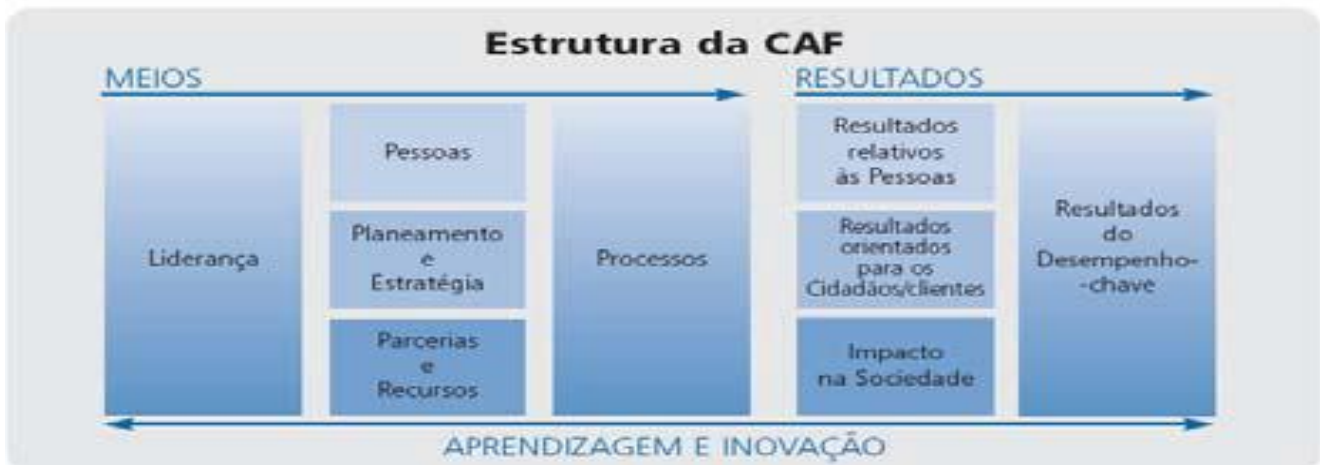 Estrutura da CAF
MEIOS
RESULTADOS
Liderança
Pessoas
Planeamento
e
Estratégia
Parcerias
e
Recursos
Processos
Resultados
relativos
às Pessoas
Resultados
orientados
para os
Cidadãos/clientes
Impacto
na Sociedade
Resultados
do
Desempenho-
-chave
APRENDIZAGEM E INOVAÇÃO